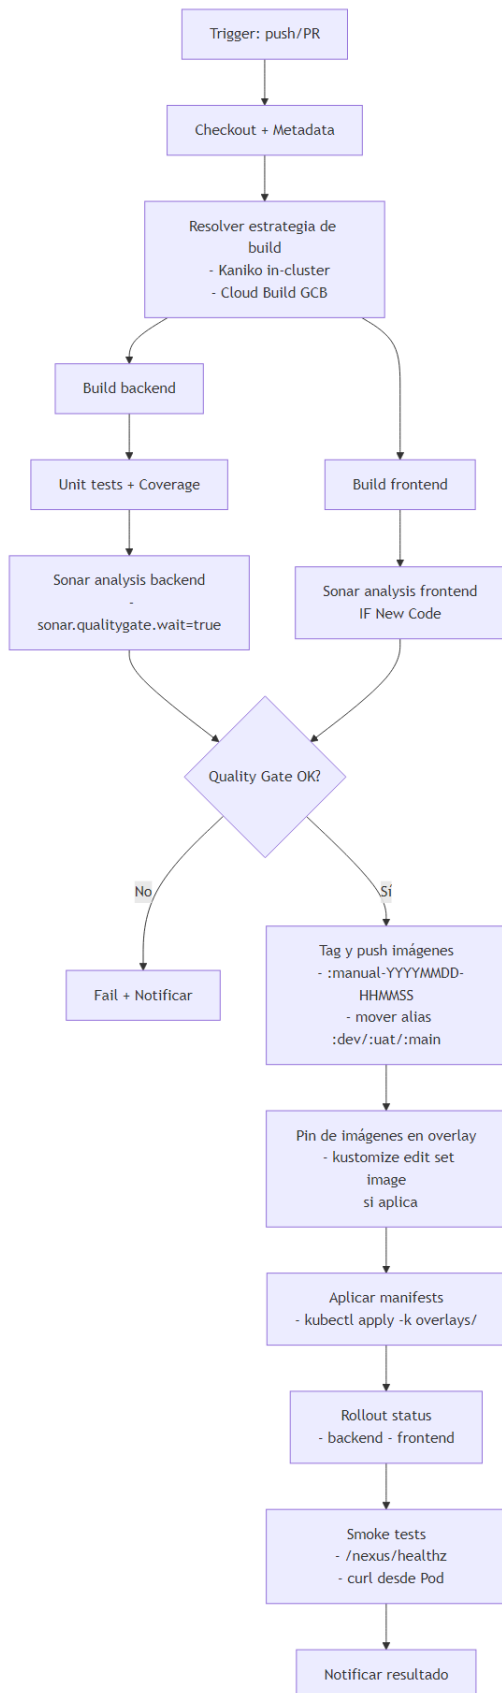 Trigger: push/PR
Checkout + Metadata
Resolver estrategia de
build
- Kaniko in-cluster
- Cloud Build GCB
Build backend
Unit tests + Coverage
Build frontend
Sonar analysis backend
-
sonar.qualitygate.wait=true
Sonar analysis frontend
IF New Code
Quality Gate OK?
No
Sí
Fail + Notificar
Tag y push imágenes
- :manual-YYYYMMDD-
HHMMSS
- mover alias
:dev/:uat/:main
Pin de imágenes en overlay
- kustomize edit set
image
si aplica
Aplicar manifests
- kubectl apply -k overlays/
Rollout status
- backend - frontend
Smoke tests
- /nexus/healthz
- curl desde Pod
Notificar resultado